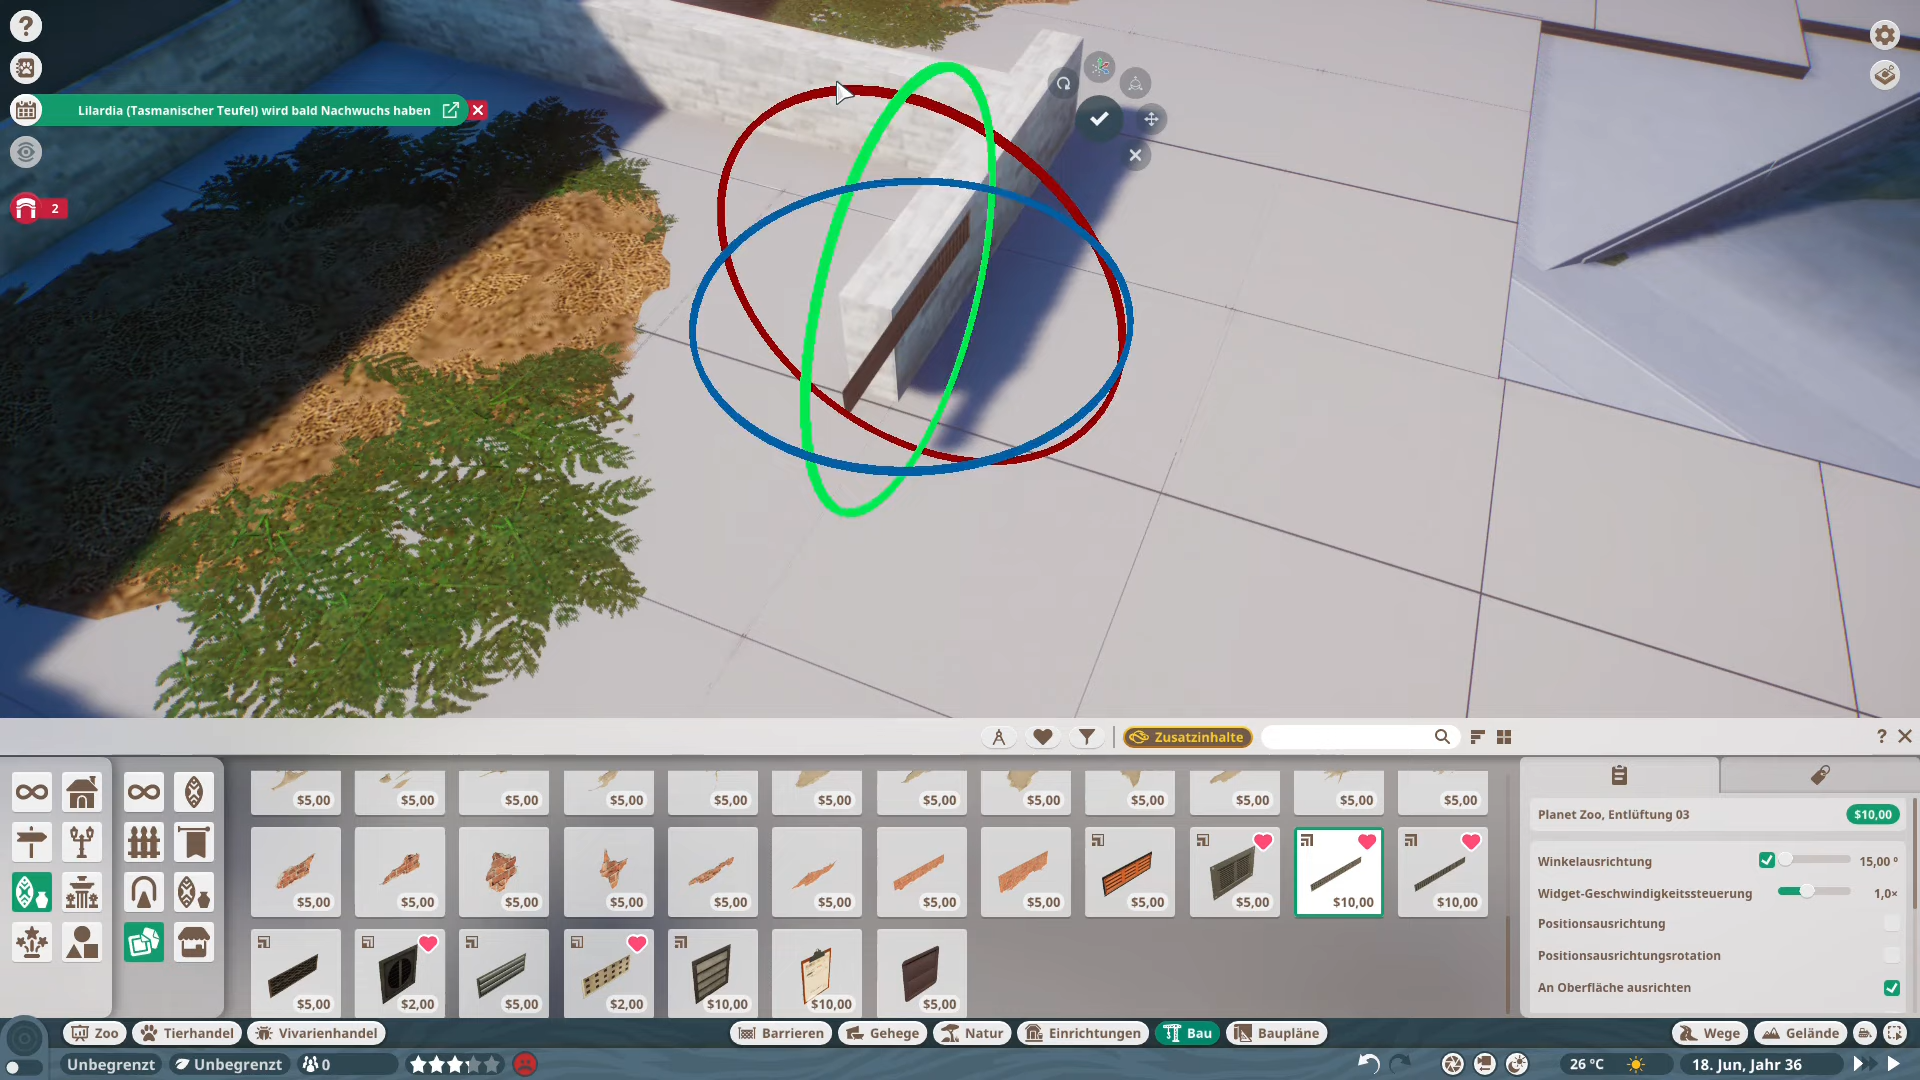 ?
Lilardia (Tasmanischer Teufel) wird bald Nachwuchs haben
2
Zusatzinhalte
?
$5,00 $5,00 $5,00 $5,00 $5,00 $5,00 $5,00 $5,00 $5,00 $5,00 $5,00 $5,00
$5,00 $5,00 $5,00 $5,00 $5,00 $5,00 $5,00 $5,00 $5,00 $5,00 $10,00 $10,00
$5,00 $2,00 $5,00 $2,00 $10,00 $10,00 $5,00
Planet Zoo, Entlüftung 03 $10,00
Winkelausrichtung 15,00 °
Widget-Geschwindigkeitssteuerung 1,0×
Positionsausrichtung
Positionsausrichtungsrotation
An Oberfläche ausrichten
Zoo Tierhandel Vivarienhandel Barrieren Gehege Natur Einrichtungen Bau Baupläne Wege Gelände
Unbegrenzt Unbegrenzt 0 26 °C 18. Jun, Jahr 36